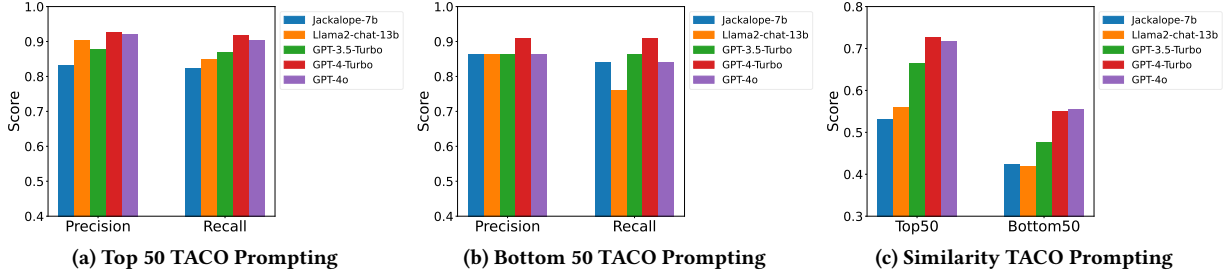 1.0
0.9
0.8
0.7
0.6
0.5
0.4
Score
Precision
Recall
Jackalope-7b
Llama2-chat-13b
GPT-3.5-Turbo
GPT-4-Turbo
GPT-4o
(a) Top 50 TACO Prompting
1.0
0.9
0.8
0.7
0.6
0.5
0.4
Score
Precision
Recall
Jackalope-7b
Llama2-chat-13b
GPT-3.5-Turbo
GPT-4-Turbo
GPT-4o
(b) Bottom 50 TACO Prompting
0.8
0.7
0.6
0.5
0.4
0.3
Score
Top50
Bottom50
Jackalope-7b
Llama2-chat-13b
GPT-3.5-Turbo
GPT-4-Turbo
GPT-4o
(c) Similarity TACO Prompting